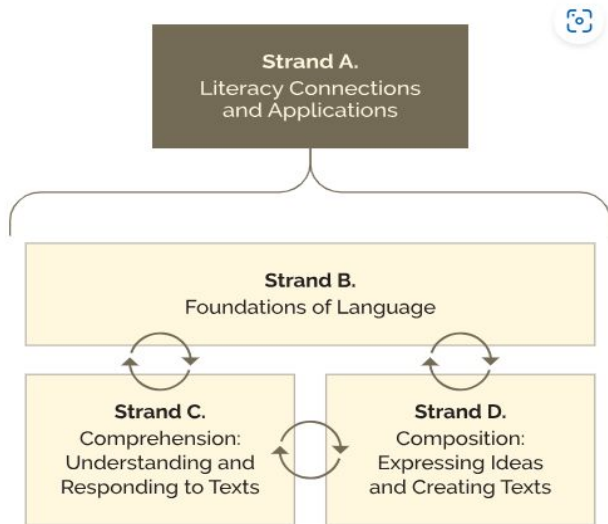 Strand A.
Literacy Connections
and Applications
Strand B.
Foundations of Language
Strand C.
Comprehension:
Understanding and
Responding to Texts
Strand D.
Composition:
Expressing Ideas
and Creating Texts